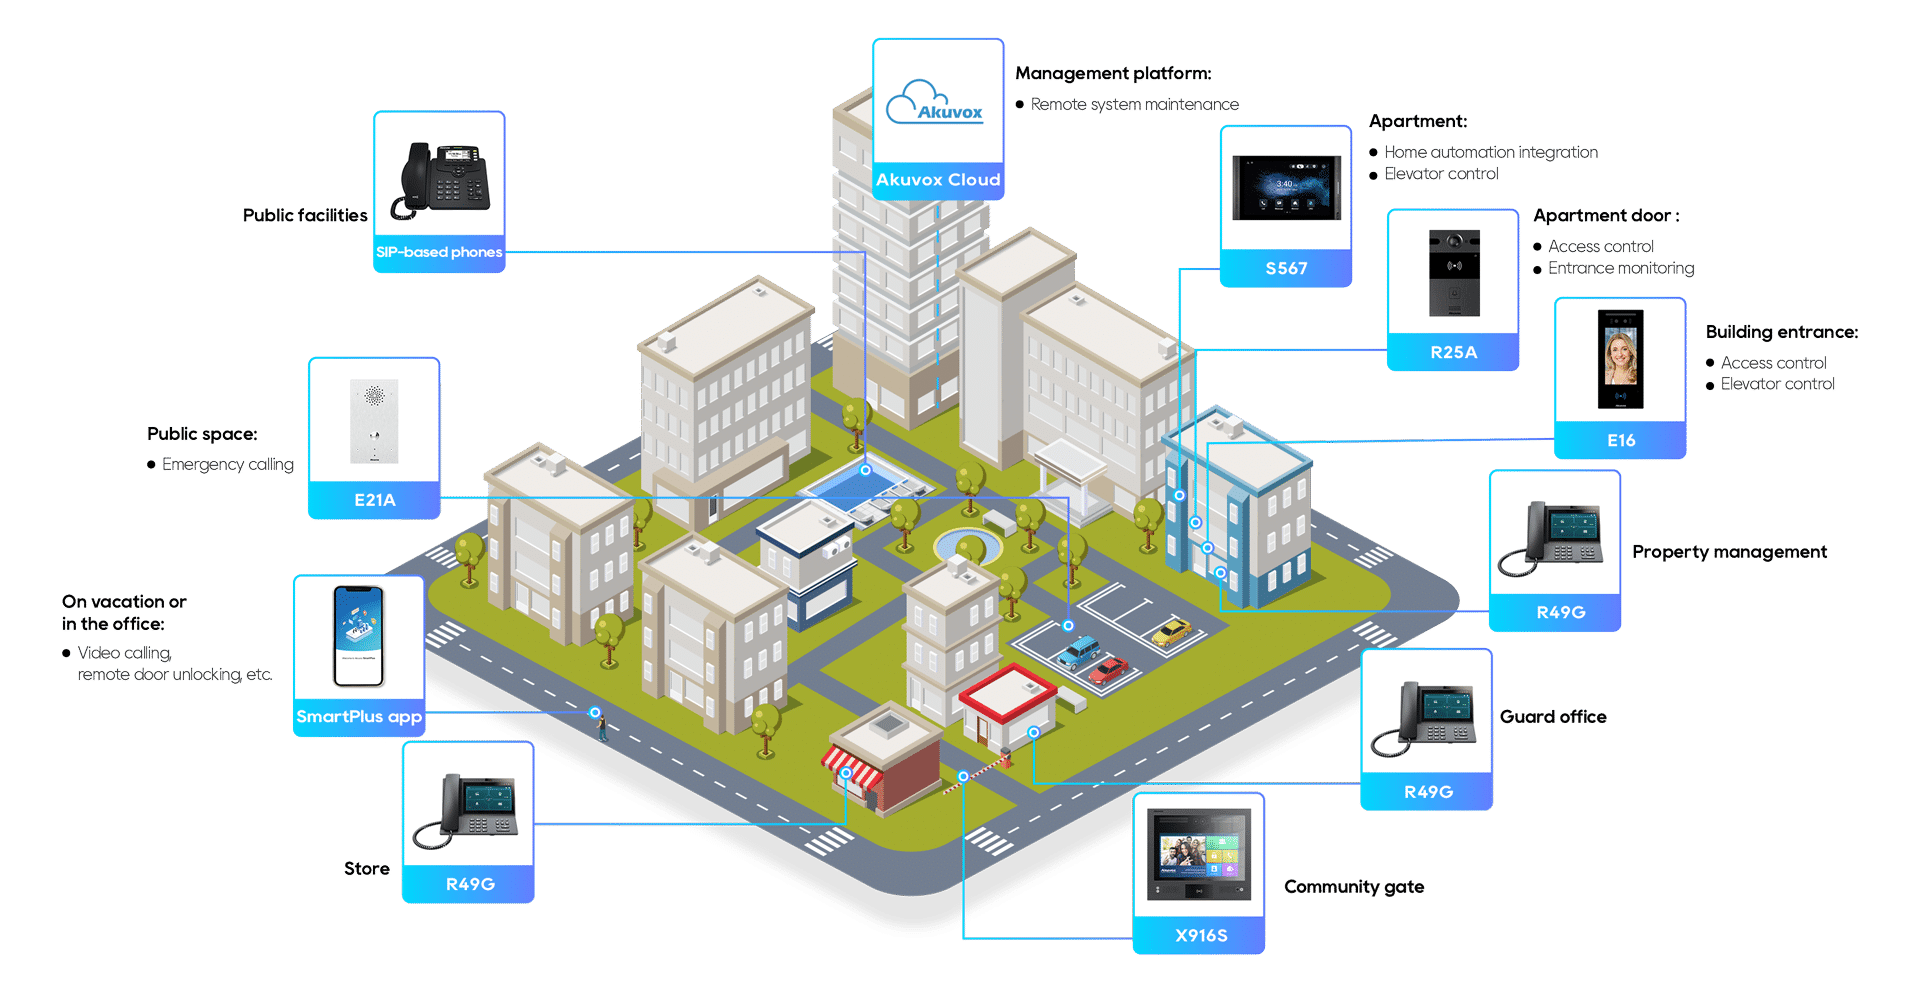 Akuvox
Akuvox Cloud
Management platform:
Remote system maintenance
Public facilities
SIP-based phones
3:40
S567
Apartment:
Home automation integration
Elevator control
R25A
Apartment door :
Access control
Entrance monitoring
E16
Building entrance:
Access control
Elevator control
Public space:
Emergency calling
E21A
R49G
Property management
On vacation or
in the office:
Video calling,
remote door unlocking, etc.
SmartPlus app
R49G
Guard office
Store
R49G
Akuvox
X916S
Community gate